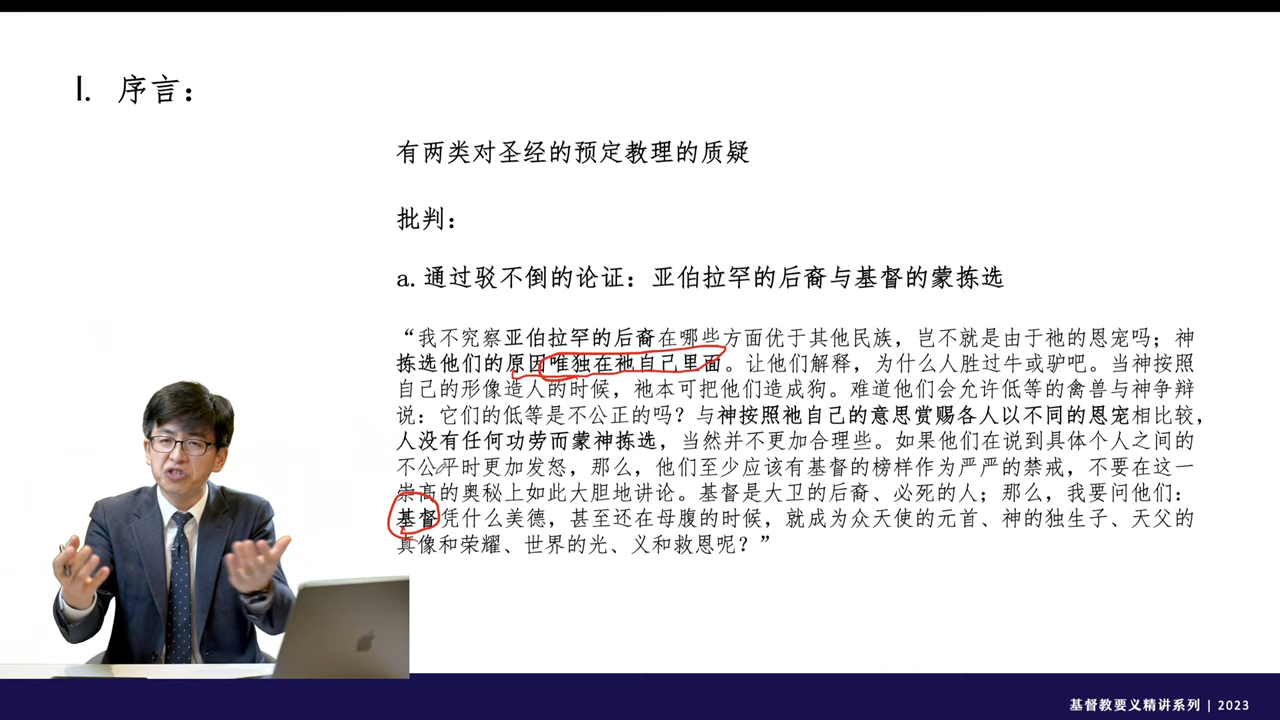 I. 序言：
有两类对圣经的预定教理的质疑
批判：
a. 通过驳不倒的论证：亚伯拉罕的后裔与基督的蒙拣选
“我不究察亚伯拉罕的后裔在哪些方面优于其他民族，岂不就是由于祂的恩宠吗；神
拣选他们的原因唯独在祂自己里面。让他们解释，为什么人胜过牛或驴吧。当神按照
自己的形像造人的时候，祂本可把他们造成狗。难道他们会允许低等的禽兽与神争辩
说：它们的低等是不公正的吗？与神按照祂自己的意思赏赐各人以不同的恩宠相比较，
人没有任何功劳而蒙神拣选，当然并不更加合理些。如果他们在说到具体个人之间的
不公平时更加发怒，那么，他们至少应该有基督的榜样作为严严的禁戒，不要在这一
崇高的奥秘上如此大胆地讲论。基督是大卫的后裔、必死的人；那么，我要问他们：
基督凭什么美德，甚至还在母腹的时候，就成为众天使的元首、神的独生子、天父的
真像和荣耀、世界的光、义和救恩呢？”
基督教要义精讲系列 | 2023